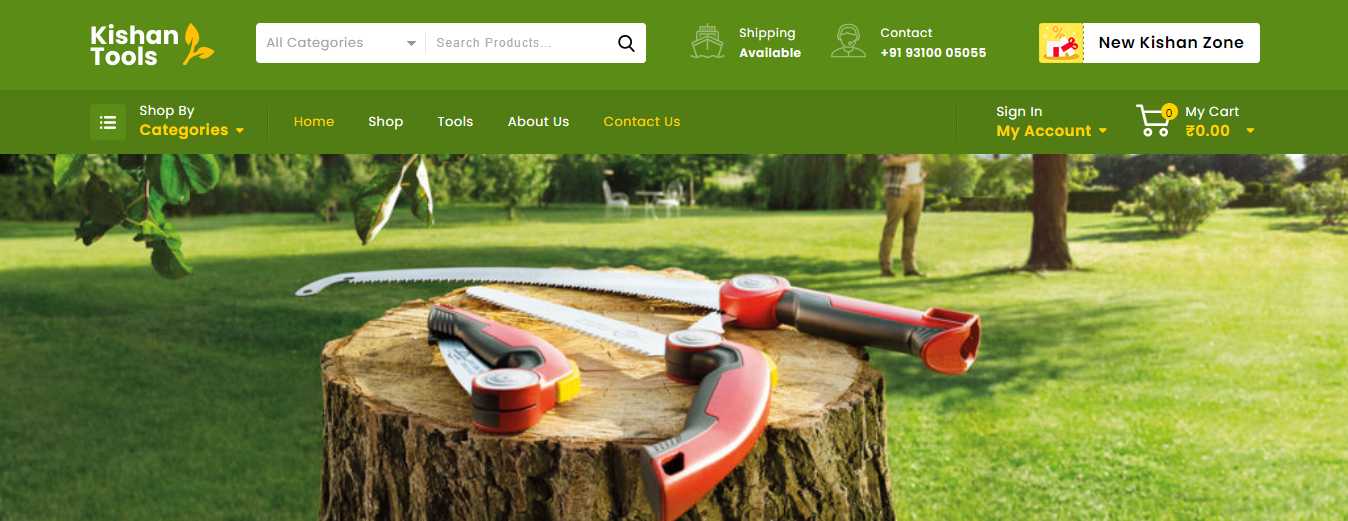 Kishan
Tools
All Categories
Search Products...
Shipping
Available
Contact
+91 93100 05055
New Kishan Zone
Shop By
Categories
Home
Shop
Tools
About Us
Contact Us
Sign In
My Account
0
My Cart
₹0.00